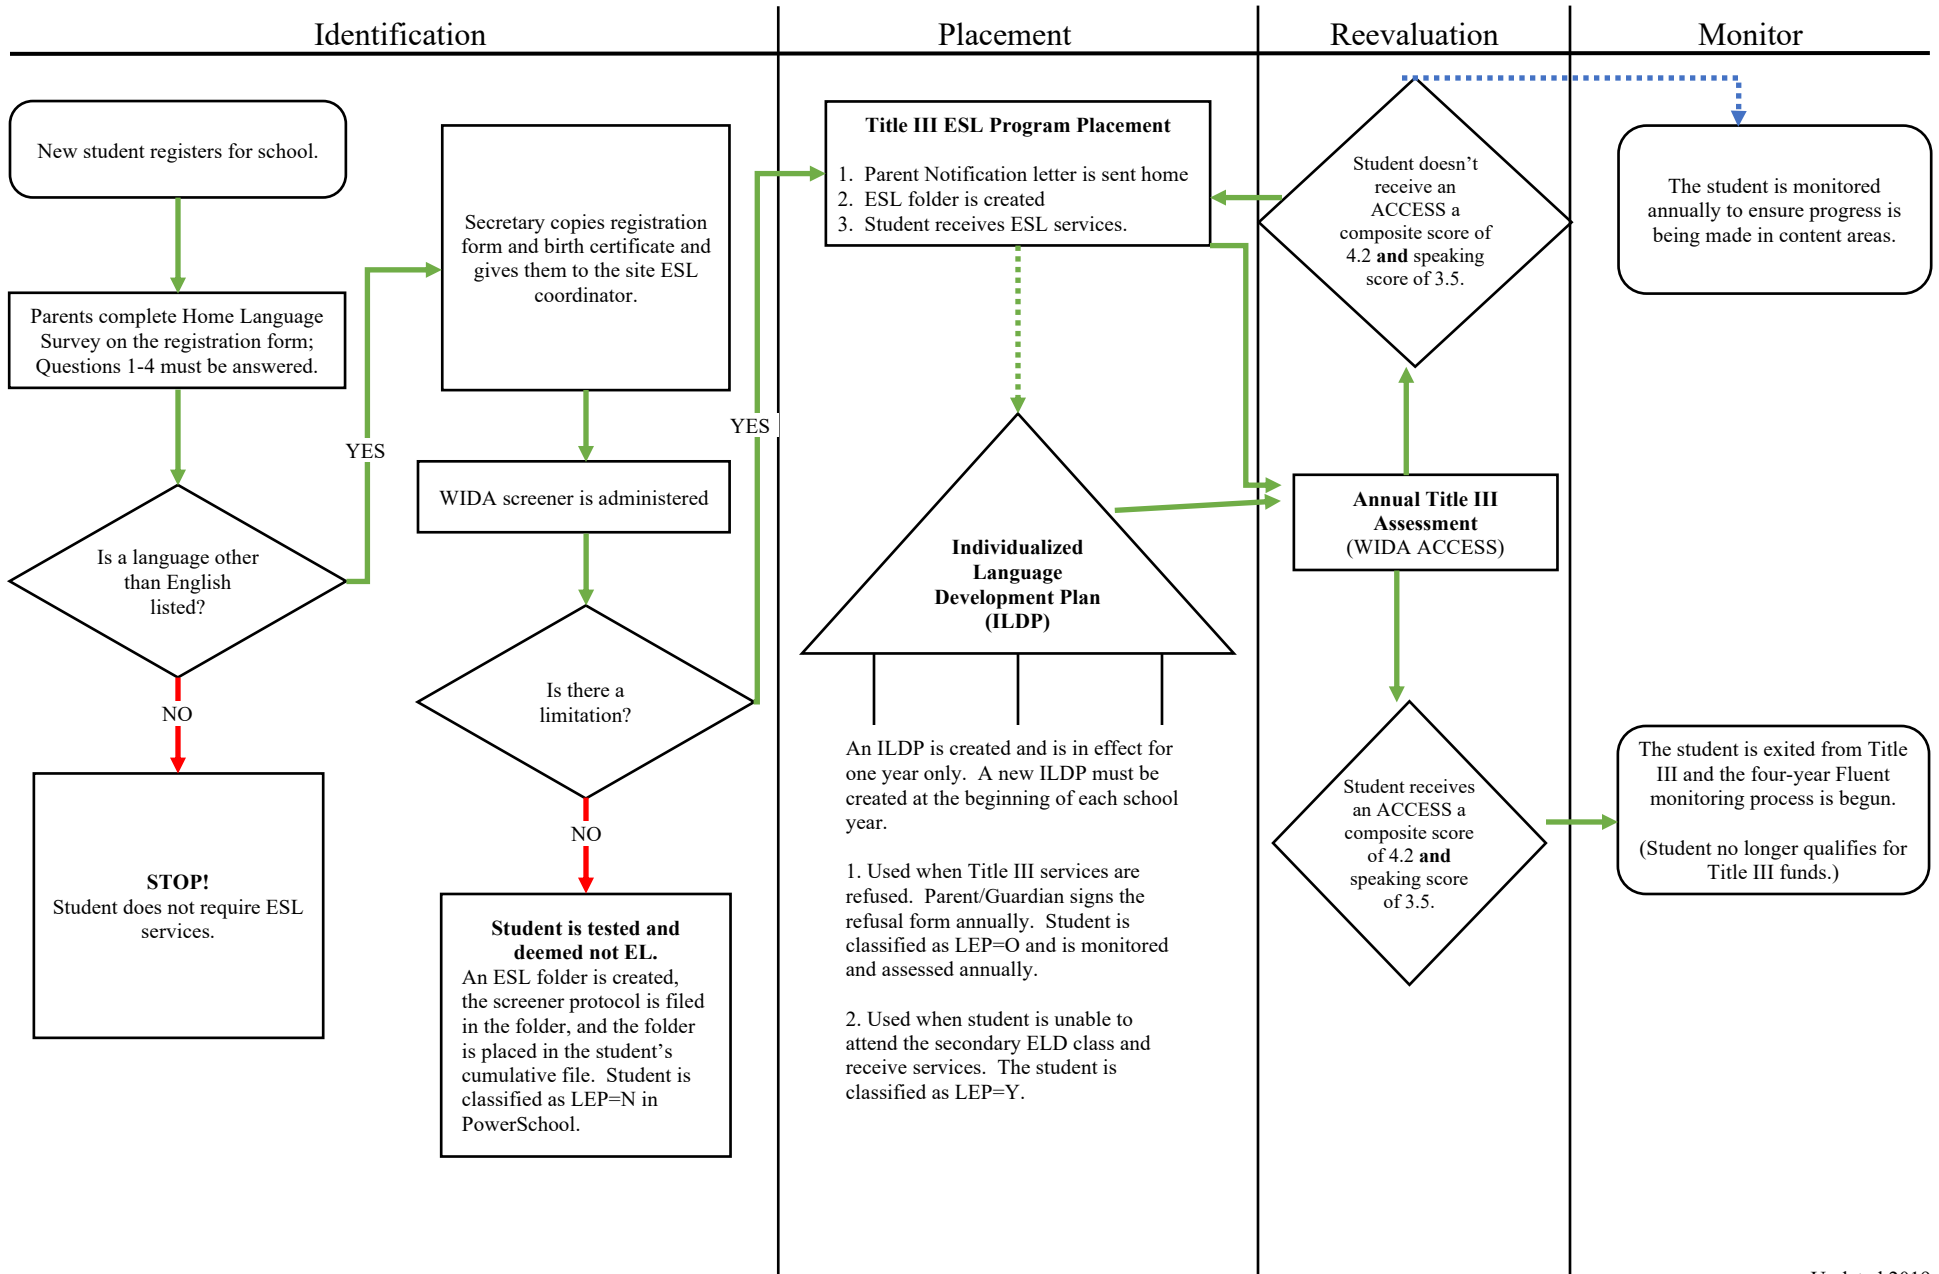 Identification
Placement
Reevaluation
Monitor
New student registers for school.
Parents complete Home Language
Survey on the registration form;
Questions 1-4 must be answered.
Is a language other
than English
listed?
YES
NO
STOP!
Student does not require ESL
services.
Secretary copies registration
form and birth certificate and
gives them to the site ESL
coordinator.
WIDA screener is administered
Is there a
limitation?
YES
NO
Student is tested and
deemed not EL.
An ESL folder is created,
the screener protocol is filed
in the folder, and the folder
is placed in the student’s
cumulative file.  Student is
classified as LEP=N in
PowerSchool.
Title III ESL Program Placement
1.  Parent Notification letter is sent home
2.  ESL folder is created
3.  Student receives ESL services.
Individualized
Language
Development Plan
(ILDP)
An ILDP is created and is in effect for
one year only.  A new ILDP must be
created at the beginning of each school
year.
1. Used when Title III services are
refused.  Parent/Guardian signs the
refusal form annually.  Student is
classified as LEP=O and is monitored
and assessed annually.
2. Used when student is unable to
attend the secondary ELD class and
receive services.  The student is
classified as LEP=Y.
Student doesn’t
receive an
ACCESS a
composite score of
4.2 and speaking
score of 3.5.
Annual Title III
Assessment
(WIDA ACCESS)
Student receives
an ACCESS a
composite score
of 4.2 and
speaking score
of 3.5.
The student is monitored
annually to ensure progress is
being made in content areas.
The student is exited from Title
III and the four-year Fluent
monitoring process is begun.
(Student no longer qualifies for
Title III funds.)